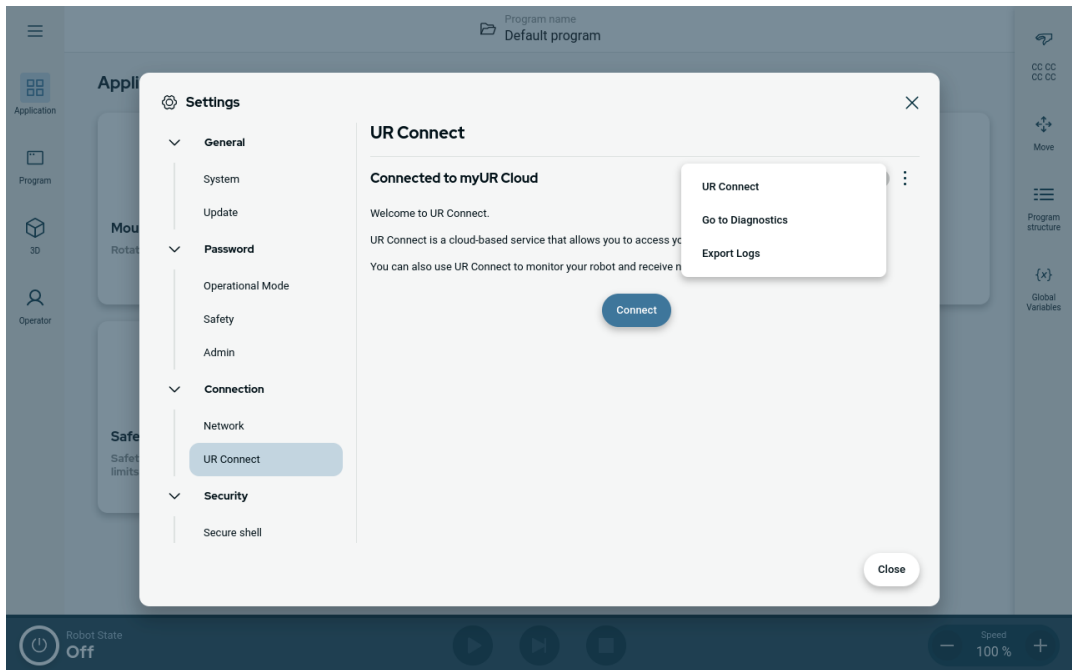 Program name
Default program
Application
Program
3D
Operator
Appli
Mou
Rotat
Safe
Safet
limits
Settings
General
System
Update
Password
Operational Mode
Safety
Admin
Connection
Network
UR Connect
Security
Secure shell
UR Connect
Connected to myUR Cloud
Welcome to UR Connect.
UR Connect is a cloud-based service that allows you to access yo
You can also use UR Connect to monitor your robot and receive n
Connect
UR Connect
Go to Diagnostics
Export Logs
Close
CC CC
CC CC
Move
Program
structure
{x}
Global
Variables
Robot State
Off
Speed
100 %